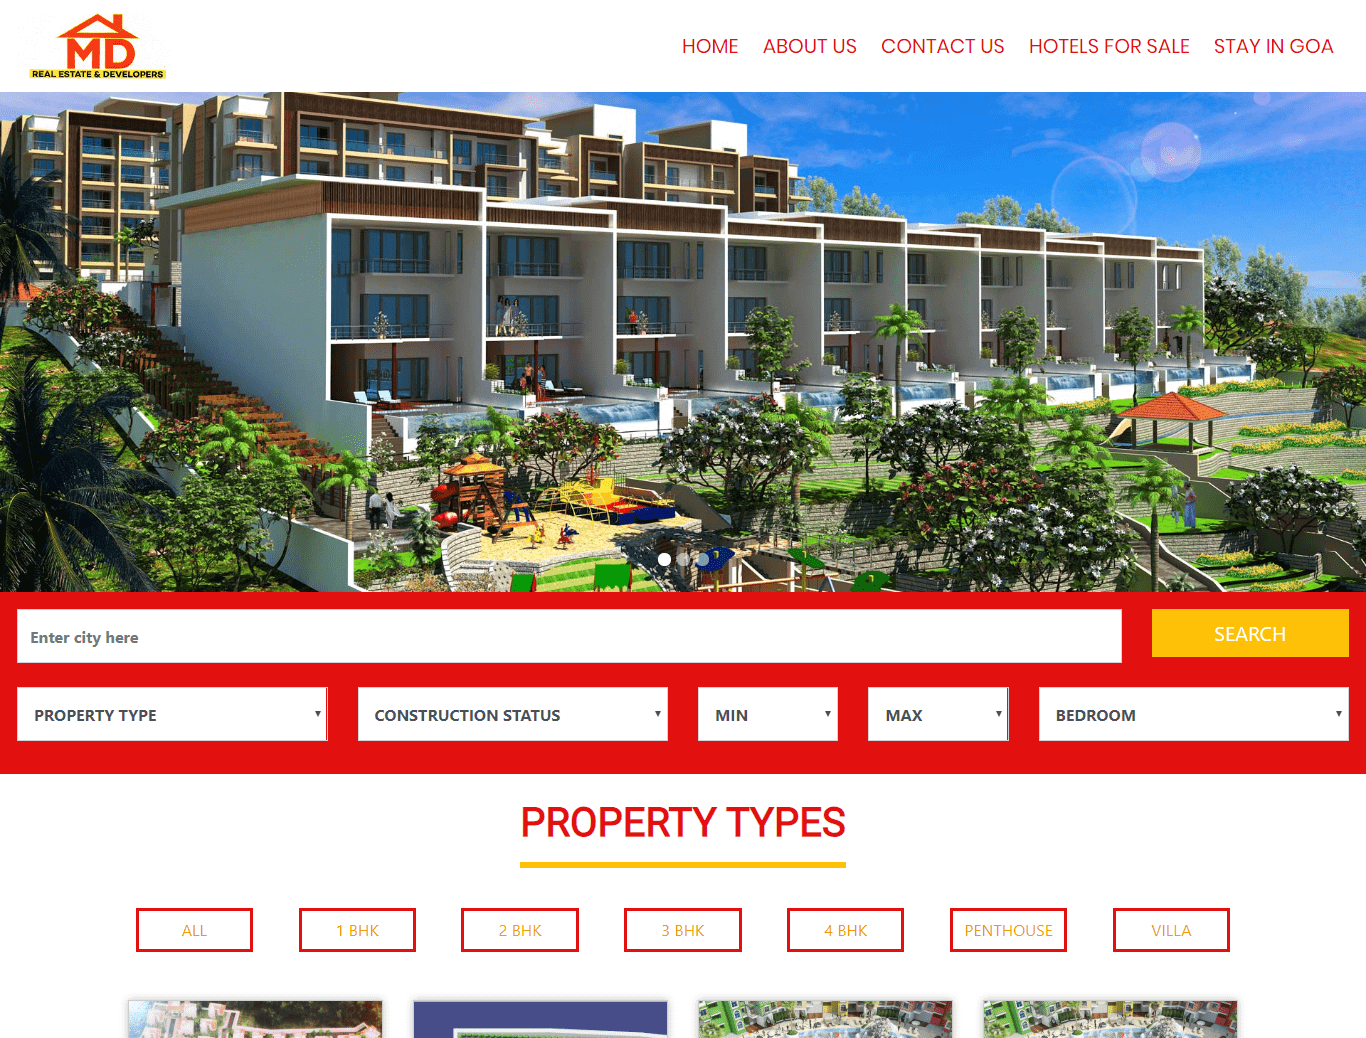 MD
REAL ESTATE & DEVELOPERS
HOME ABOUT US CONTACT US HOTELS FOR SALE STAY IN GOA
Enter city here
SEARCH
PROPERTY TYPE CONSTRUCTION STATUS MIN MAX BEDROOM
PROPERTY TYPES
ALL 1 BHK 2 BHK 3 BHK 4 BHK PENTHOUSE VILLA